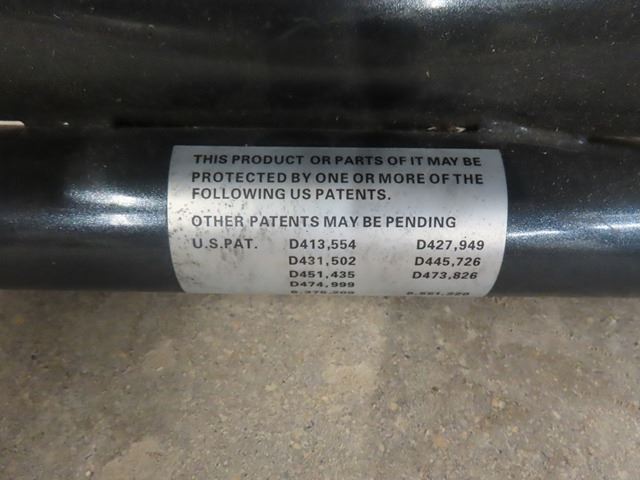 THIS PRODUCT OR PARTS OF IT MAY BE
PROTECTED BY ONE OR MORE OF THE
FOLLOWING US PATENTS.
OTHER PATENTS MAY BE PENDING
U.S.PAT. D413,554 D427,949
D431,502 D445,726
D451,435 D473,826
D474,999